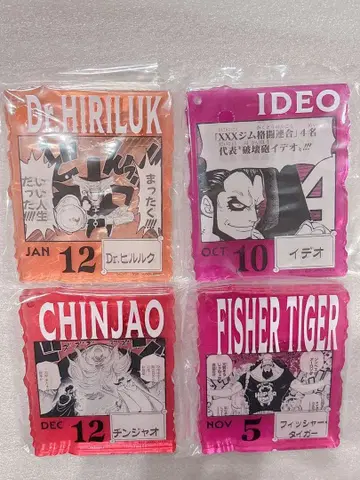 Dr.HIRILUK
まったく!!!!
いい人生
だった!!!!
JAN 12 Dr.ヒルルク
IDEO
「XXXジム格闘連合」4名
代表"破壊砲イデオ"!!!
OCT 10 イデオ
CHINJAO
DEC 12 チンジャオ
FISHER TIGER
NOV 5 フィッシャー・
タイガー